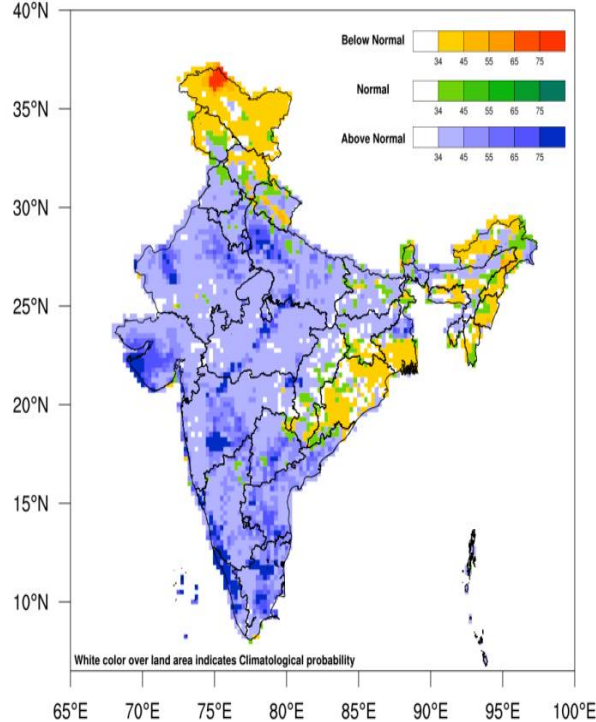 40°N
Below Normal
34 45 55 65 75
35°N
Normal
34 45 55 65 75
Above Normal
34 45 55 65 75
30°N
25°N
20°N
15°N
10°N
White color over land area indicates Climatological probability
65°E 70°E 75°E 80°E 85°E 90°E 95°E 100°E